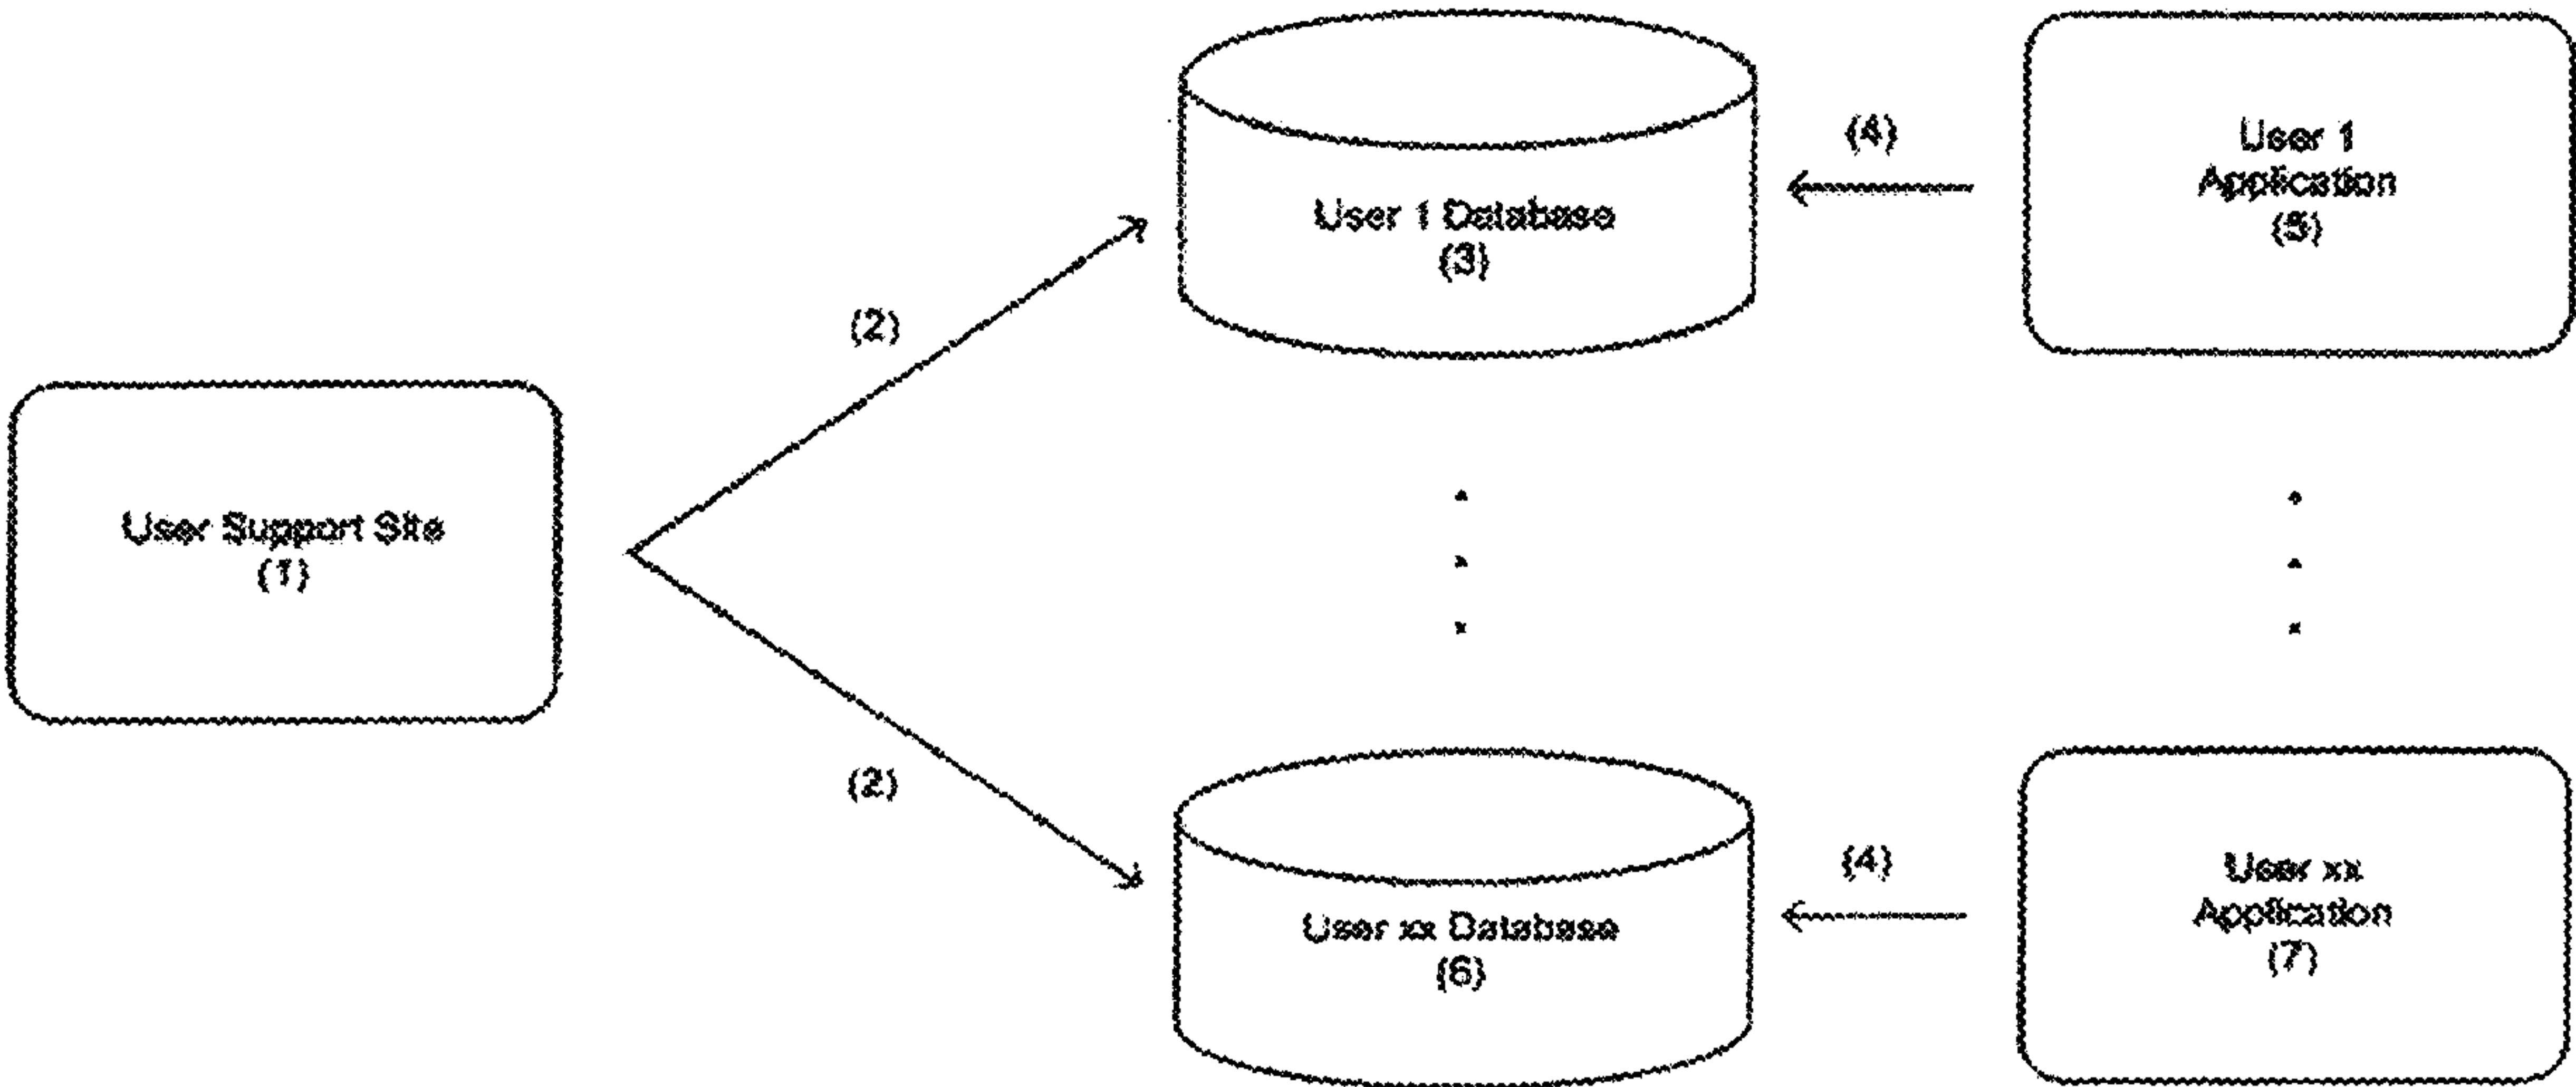 User 1 Database
(3)
(4)
User 1
Application
(5)
(2)
User Support Site
(1)
(2)
User xx Database
(6)
(4)
User xx
Application
(7)